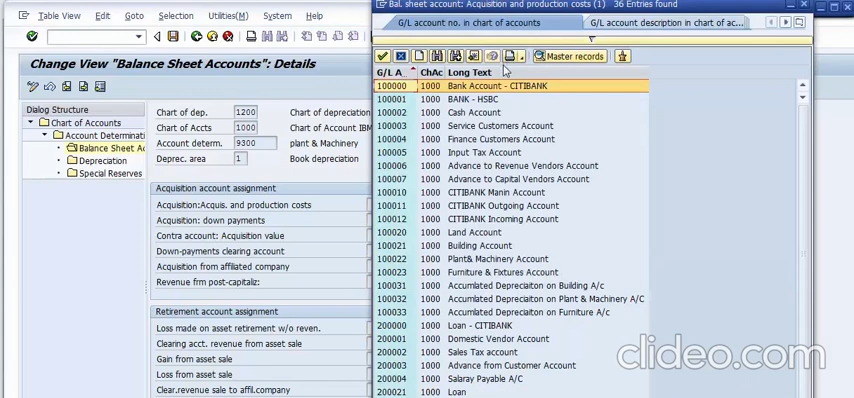 Bal. sheet account: Acquisition and production costs (1) 36 Entries found
Table View Edit Goto Selection Utilities(M) System Help
G/L account no. in chart of accounts
G/L account description in chart of ac...
Change View "Balance Sheet Accounts": Details
Master records
G/L A... ChAc Long Text
Dialog Structure
Chart of Accounts
Account Determinati
Balance Sheet Ac
Depreciation
Special Reserves
Chart of dep. 1200 Chart of depreciation
Chart of Accts 1000 Chart of Account IBM
Account determ. 9300 plant & Machinery
Deprec. area 1 Book depreciation
Acquisition account assignment
Acquisition:Acquis. and production costs
Acquisition: down payments
Contra account: Acquisition value
Down-payments clearing account
Acquisition from affiliated company
Revenue frm post-capitaliz:
Retirement account assignment
Loss made on asset retirement w/o reven.
Clearing acct. revenue from asset sale
Gain from asset sale
Loss from asset sale
Clear.revenue sale to affil.company
100000 1000 Bank Account - CITIBANK
100001 1000 BANK - HSBC
100002 1000 Cash Account
100003 1000 Service Customers Account
100004 1000 Finance Customers Account
100005 1000 Input Tax Account
100006 1000 Advance to Revenue Vendors Account
100007 1000 Advance to Capital Vendors Account
100010 1000 CITIBANK Manin Account
100011 1000 CITIBANK Outgoing Account
100012 1000 CITIBANK Incoming Account
100020 1000 Land Account
100021 1000 Building Account
100022 1000 Plant& Machinery Account
100023 1000 Furniture & Fixtures Account
100031 1000 Accumlated Depreciaiton on Building A/c
100032 1000 Accumlated Depreciation on Plant & Machinery A/C
100033 1000 Accumlated Depreciation on Furniture A/C
200000 1000 Loan - CITIBANK
200001 1000 Domestic Vendor Account
200002 1000 Sales Tax account
200003 1000 Advance from Customer Account
200004 1000 Salaray Payable A/C
200021 1000 Loan
clideo.com